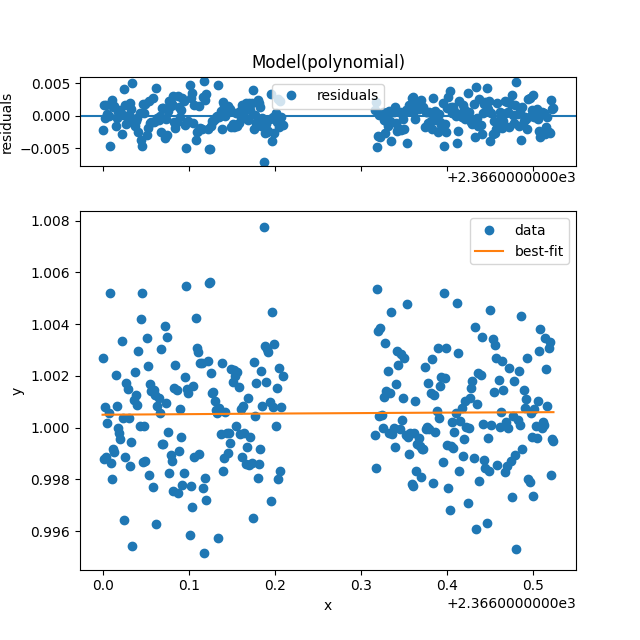 Model(polynomial)
0.005
0.000
−0.005
residuals
residuals
+2.3660000000e3
1.008
1.006
1.004
1.002
1.000
0.998
0.996
y
data
best-fit
0.0 0.1 0.2 0.3 0.4 0.5
x
+2.3660000000e3